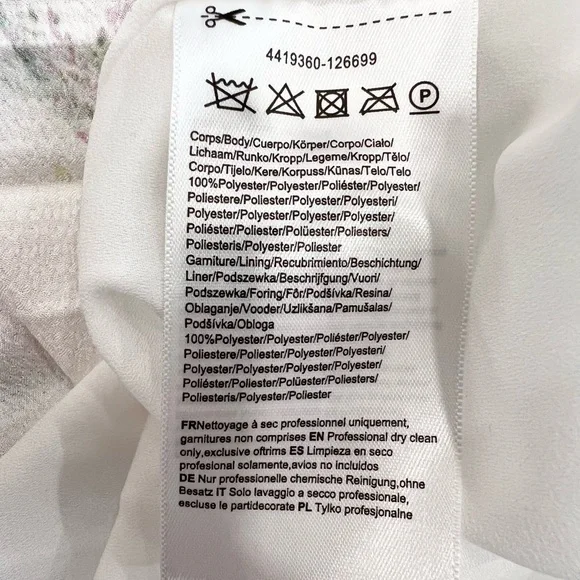 4419360-126699
P
Corps/Body/Cuerpo/Körper/Corpo/Ciało/
Lichaam/Runko/Kropp/Legeme/Kropp/Tělo/
Corpo/Tijelo/Kere/Korpuss/Kūnas/Telo/Telo
100%Polyester/Polyester/Poliéster/Polyester/
Poliestere/Poliester/Polyester/Polyesteri/
Polyester/Polyester/Polyester/Polyester/
Poliéster/Poliester/Polüester/Poliesters/
Poliesteris/Polyester/Poliester
Garniture/Lining/Recubrimiento/Beschichtung/
Liner/Podszewka/Beschrijfgung/Vuori/
Podszewka/Foring/Fôr/Podšívka/Resina/
Oblaganje/Vooder/Uzlikšana/Pamušalas/
Podšívka/Obloga
100%Polyester/Polyester/Poliéster/Polyester/
Poliestere/Poliester/Polyester/Polyesteri/
Polyester/Polyester/Polyester/Polyester/
Poliéster/Poliester/Polüester/Poliesters/
Poliesteris/Polyester/Poliester
FRNettoyage à sec professionel uniquement,
garnitures non comprises EN Professional dry clean
only,exclusive oftrims ES Limpieza en seco
profesional solamente,avios no incluidos
DE Nur professionelle chemische Reinigung,ohne
Besatz IT Solo lavaggio a secco professionale,
escluse le partidecorate PL Tylko profesjonalne